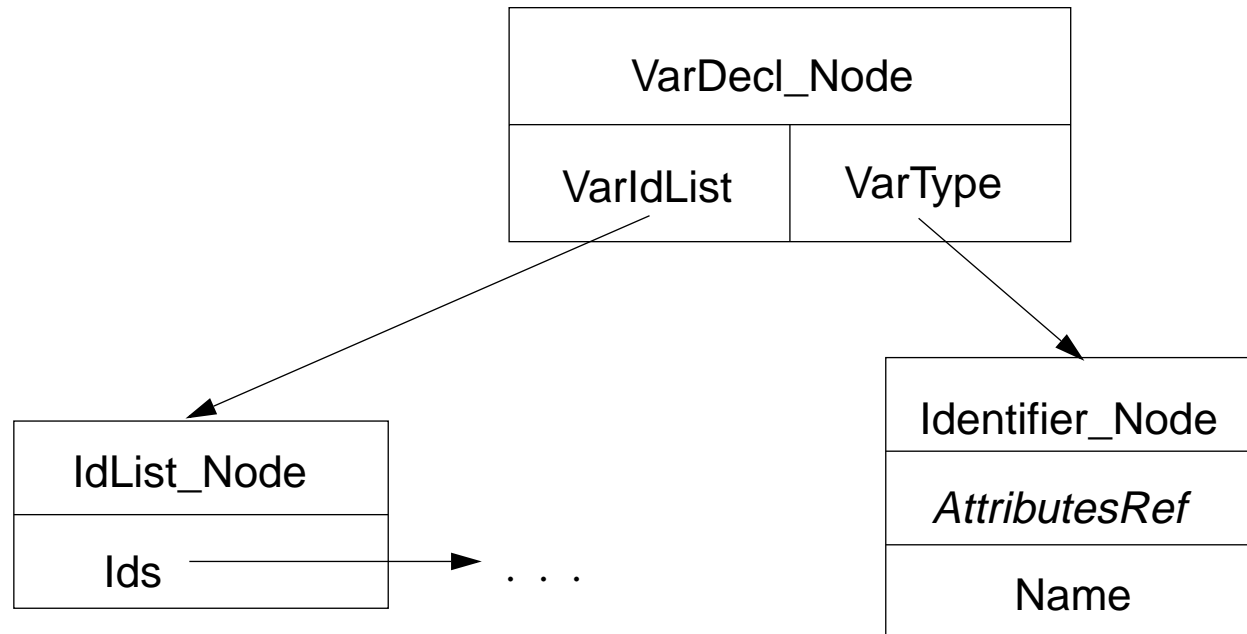 VarDecl_Node
VarIdList
VarType
IdList_Node
Ids
. . .
Identifier_Node
AttributesRef
Name